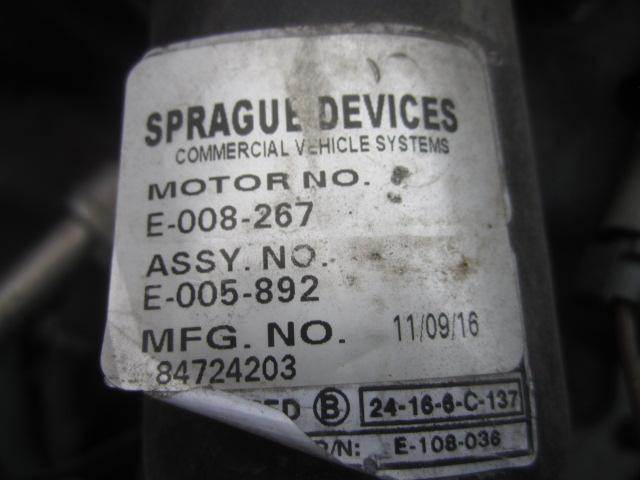 SPRAGUE DEVICES
COMMERCIAL VEHICLE SYSTEMS
MOTOR NO.
E-008-267
ASSY. NO.
E-005-892
MFG. NO. 11/09/16
84724203
B 24-16-6-C-137
P/N: E-108-036